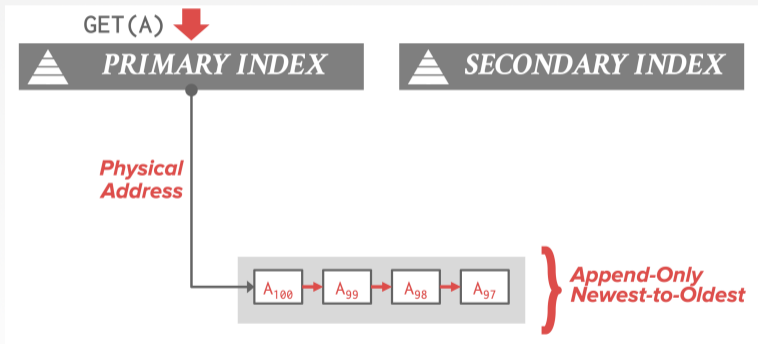 GET(A)
PRIMARY INDEX
SECONDARY INDEX
Physical
Address
A100
A99
A98
A97
Append-Only
Newest-to-Oldest